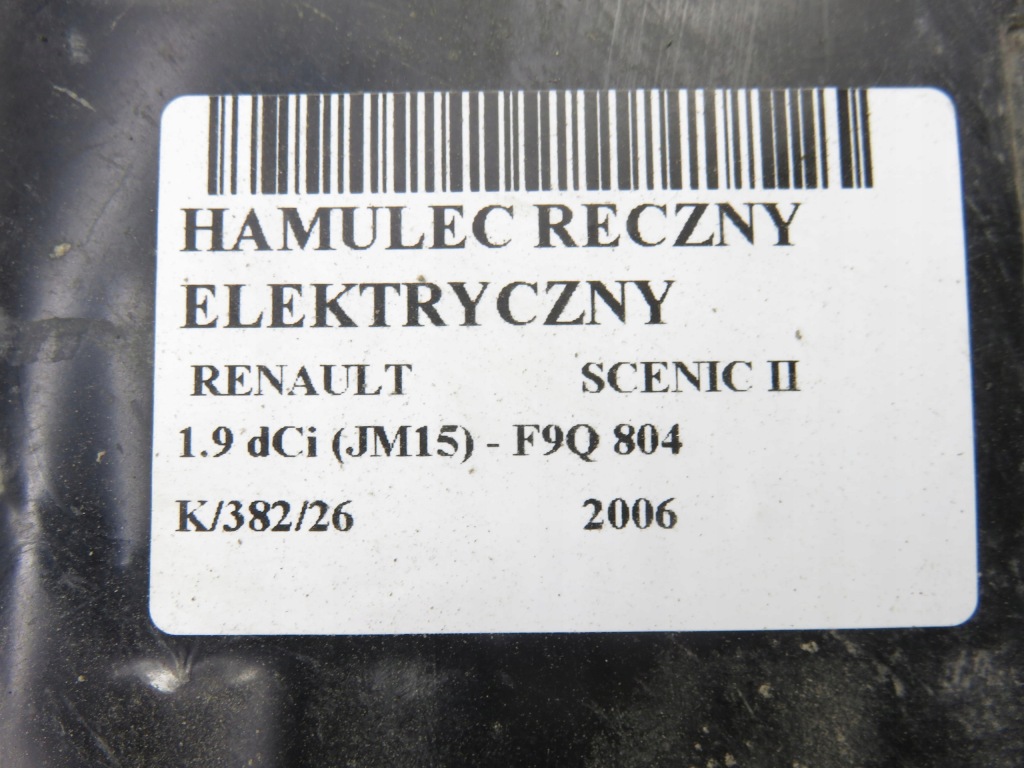 HAMULEC RECZNY
ELEKTRYCZNY
RENAULT SCENIC II
1.9 dCi (JM15) - F9Q 804
K/382/26 2006